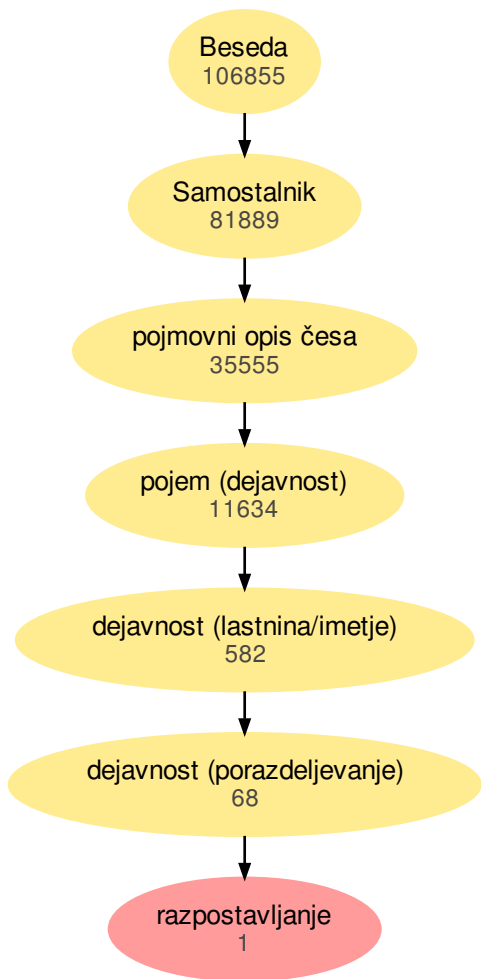 Beseda
106855
Samostalnik
81889
pojmovni opis česa
35555
pojem (dejavnost)
11634
dejavnost (lastnina/imetje)
582
dejavnost (porazdeljevanje)
68
razpostavljanje
1